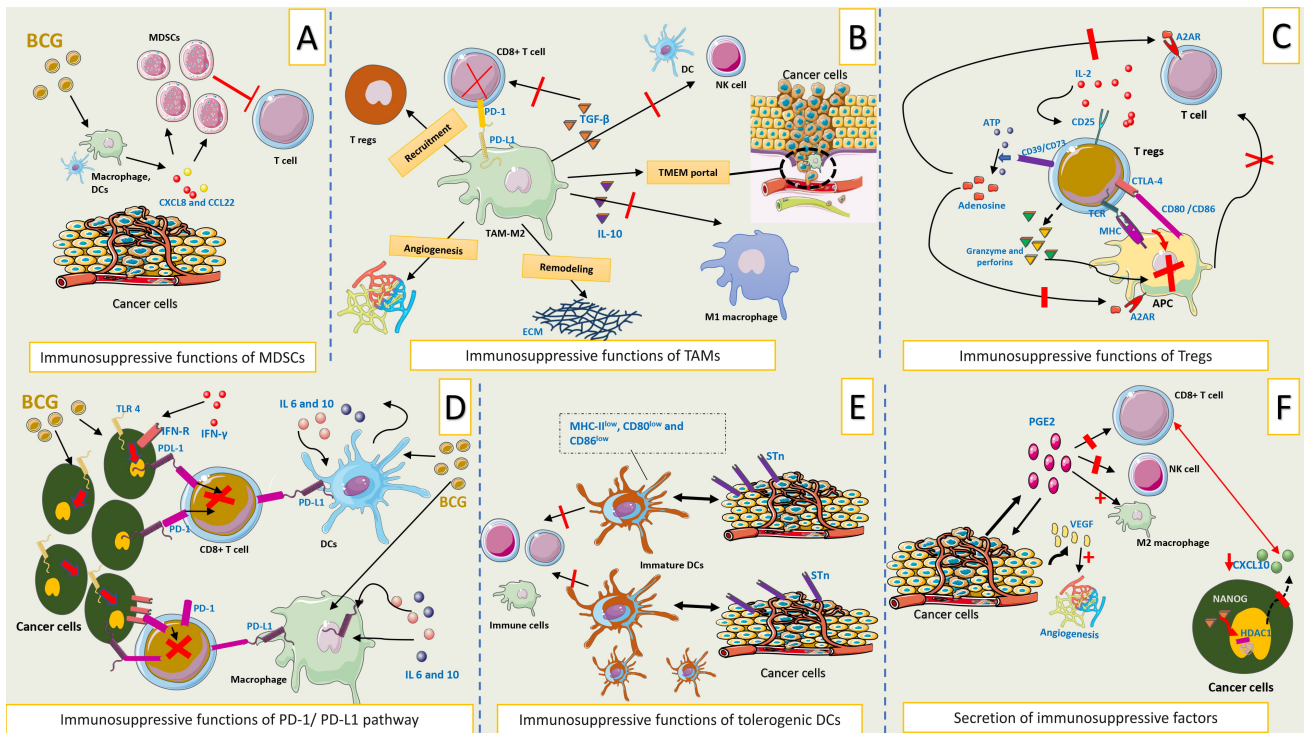 A
BCG
MDSCs
T cell
Macrophage,
DCs
CXCL8 and CCL22
Cancer cells
Immunosuppressive functions of MDSCs
B
CD8+ T cell
DC
NK cell
Cancer cells
T regs
PD-1
TGF-β
PD-L1
Recruitment
TMEM portal
IL-10
TAM-M2
Angiogenesis
Remodeling
M1 macrophage
ECM
Immunosuppressive functions of TAMs
C
A2AR
IL-2
T cell
CD25
ATP
CD39/CD73
T regs
CTLA-4
Adenosine
CD80 /CD86
TCR
MHC
Granzyme and
perforins
APC
A2AR
Immunosuppressive functions of Tregs
D
BCG
TLR 4
IFN-R
IFN-γ
PDL-1
IL 6 and 10
PD-L1
BCG
PD-1
CD8+ T cell
DCs
Cancer cells
PD-1
PD-L1
Macrophage
IL 6 and 10
Immunosuppressive functions of PD-1/ PD-L1 pathway
E
MHC-IIlow, CD80low and
CD86low
STn
Immature DCs
Immune cells
STn
Cancer cells
Immunosuppressive functions of tolerogenic DCs
F
CD8+ T cell
PGE2
NK cell
+
M2 macrophage
VEGF
+
Cancer cells
Angiogenesis
CXCL10
NANOG
HDAC1
Cancer cells
Secretion of immunosuppressive factors